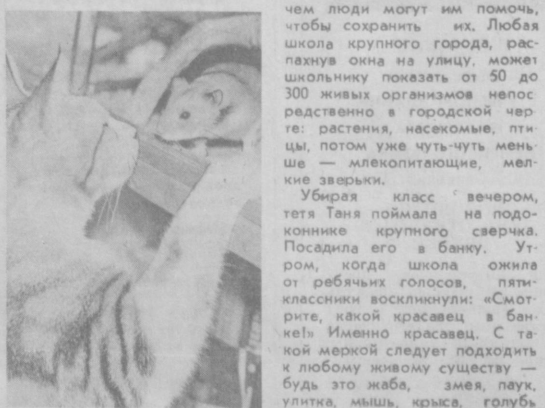 чем люди могут им помочь,
чтобы сохранить их. Любая
школа крупного города, рас-
пахнув окна на улицу, может
школьнику показать от 50 до
300 живых организмов непос
редственно в городской чер
те: растения, насекомые, пти-
цы, потом уже чуть-чуть мень-
ше — млекопитающие, мел-
кие зверьки.
Убирая класс вечером,
тетя Таня поймала на подо-
коннике крупного сверчка.
Посадила его в банку. Ут-
ром, когда школа ожила
от ребячьих голосов, пяти-
классники воскликнули: «Смот-
рите, какой красавец в бан-
ке!» Именно красавец. С та-
кой меркой следует подходить
к любому живому существу —
будь это жаба, змея, паук,
улитка, мышь, крыса, голубь